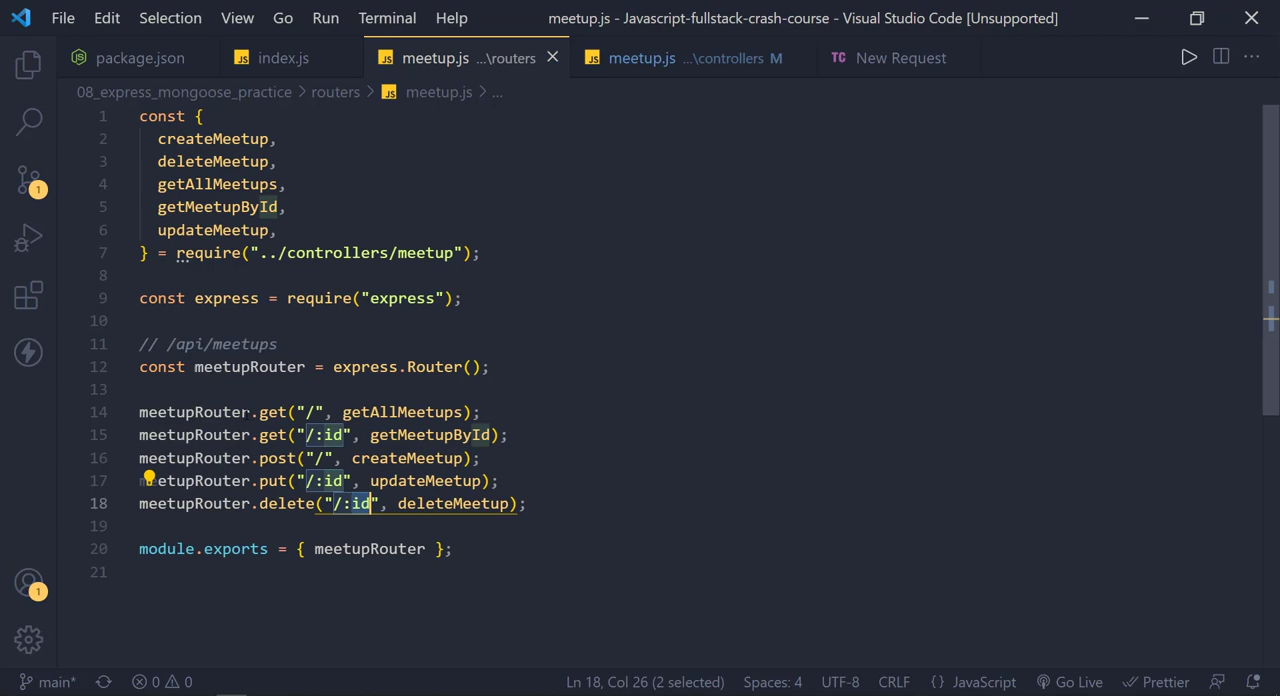 File Edit Selection View Go Run Terminal Help meetup.js - Javascript-fullstack-crash-course - Visual Studio Code [Unsupported]
package.json JS index.js JS meetup.js ...\routers JS meetup.js ...\controllers M TC New Request
08_express_mongoose_practice > routers > JS meetup.js > ...
1 const {
2 createMeetup,
3 deleteMeetup,
4 getAllMeetups,
5 getMeetupById,
6 updateMeetup,
7 } = require("../controllers/meetup");
8
9 const express = require("express");
10
11 // /api/meetups
12 const meetupRouter = express.Router();
13
14 meetupRouter.get("/", getAllMeetups);
15 meetupRouter.get("/:id", getMeetupById);
16 meetupRouter.post("/", createMeetup);
17 meetupRouter.put("/:id", updateMeetup);
18 meetupRouter.delete("/:id", deleteMeetup);
19
20 module.exports = { meetupRouter };
21
1
1
main* 0 0 Ln 18, Col 26 (2 selected) Spaces: 4 UTF-8 CRLF {} JavaScript Go Live Prettier